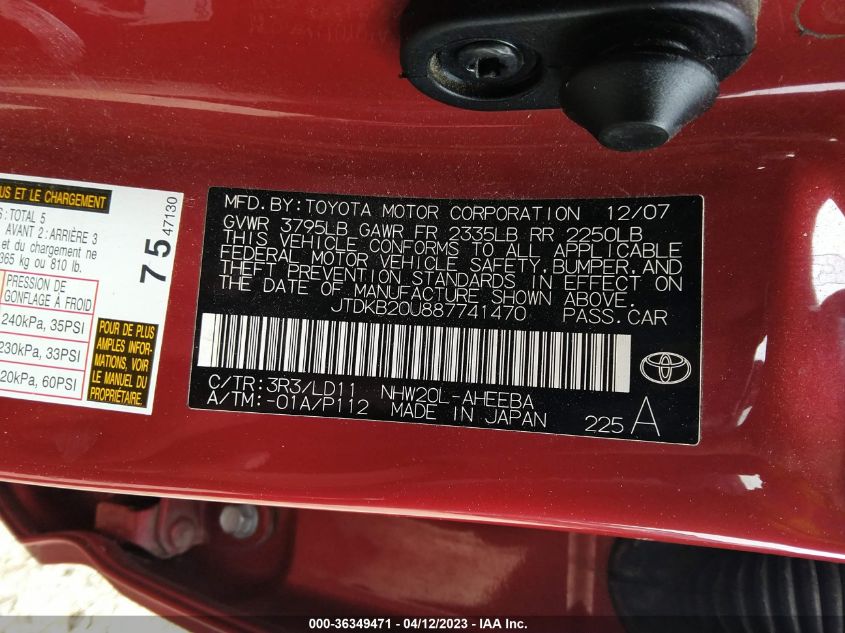 US ET LE CHARGEMENT
S: TOTAL 5
AVANT 2: ARRIÈRE 3
et du chargement ne
365 kg ou 810 lb.
PRESSION DE
GONFLAGE À FROID
240kPa, 35PSI
230kPa, 33PSI
20kPa, 60PSI
POUR DE PLUS
AMPLES INFOR-
MATIONS, VOIR
LE MANUEL DU
75
47130
MFD. BY: TOYOTA MOTOR CORPORATION 12/07
GVWR 3795LB GAWR FR 2335LB RR 2250LB
THIS VEHICLE CONFORMS TO ALL APPLICABLE
FEDERAL MOTOR VEHICLE SAFETY, BUMPER, AND
THEFT PREVENTION STANDARDS IN EFFECT ON
THE DATE OF MANUFACTURE SHOWN ABOVE.
JTDKB20U887741470 PASS. CAR
C/TR: 3R3/LD11 NHW20L-AHEEBA
A/TM: -01A/P112 MADE IN JAPAN
225 A
TOYOTA
000-36349471 - 04/12/2023 - IAA Inc.